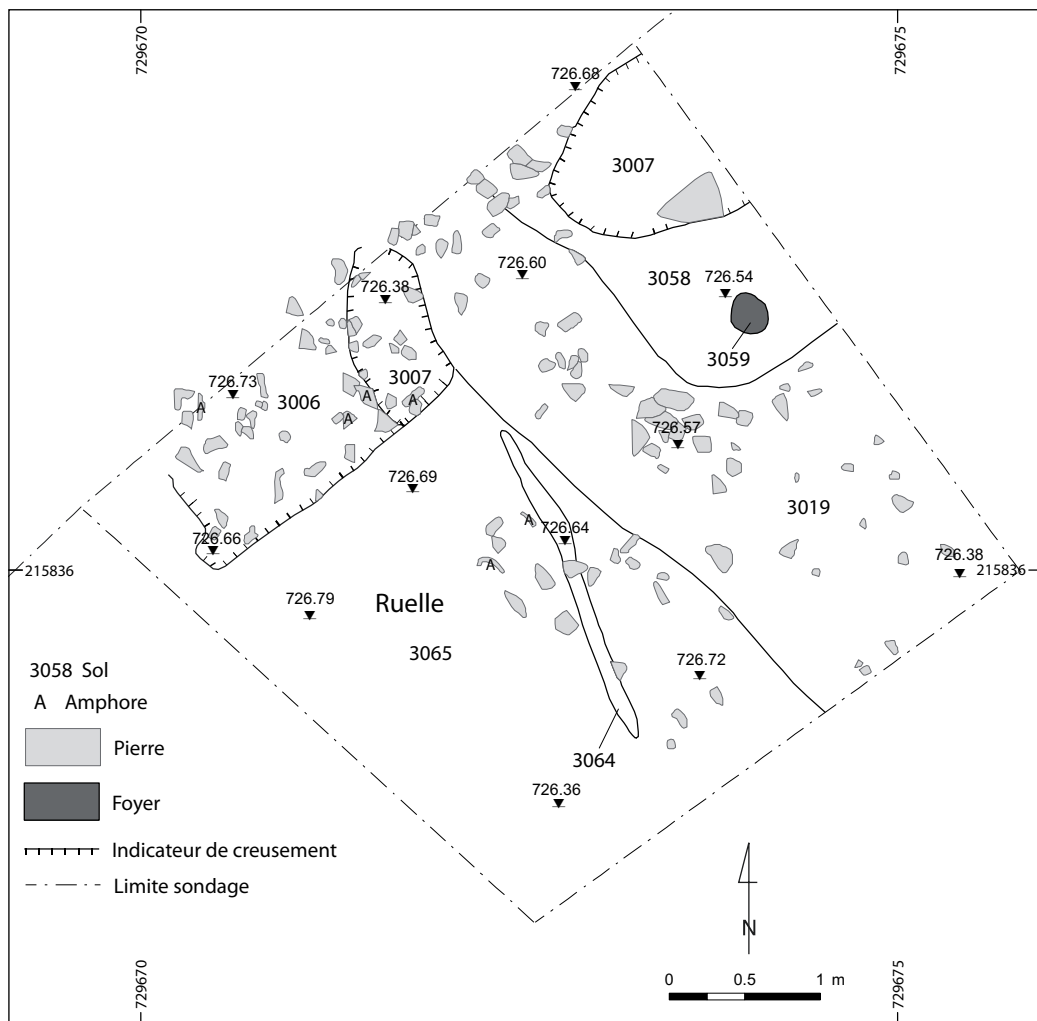 729670
729675
726.68
3007
726.60
3058
726.54
726.38
3059
3007
726.73
3006
A
A
A
A
726.57
726.69
3019
A
726.64
726.66
A
726.38
215836
215836
726.79
Ruelle
3065
726.72
3058 Sol
A Amphore
Pierre
3064
726.36
Foyer
Indicateur de creusement
Limite sondage
N
0 0.5 1 m
729670
729675